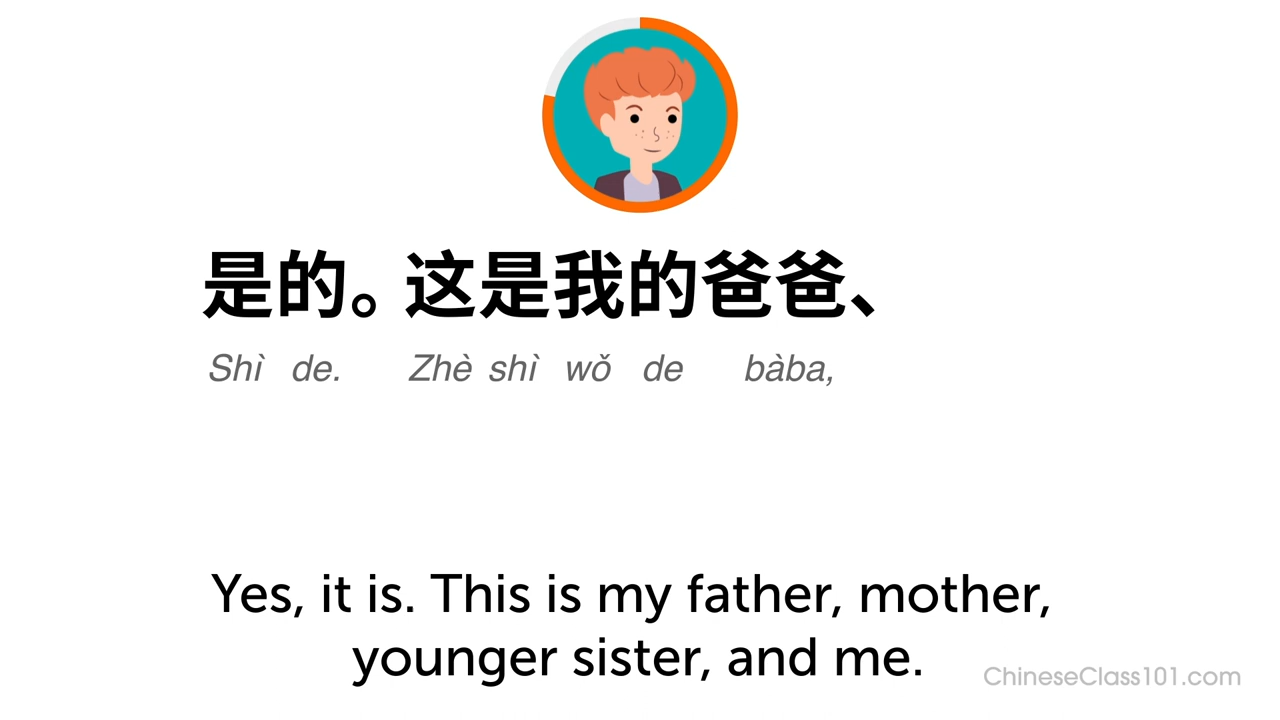 是的。这是我的爸爸、
Shì de. Zhè shì wǒ de bàba,
Yes, it is. This is my father, mother,
younger sister, and me.
ChineseClass101.com